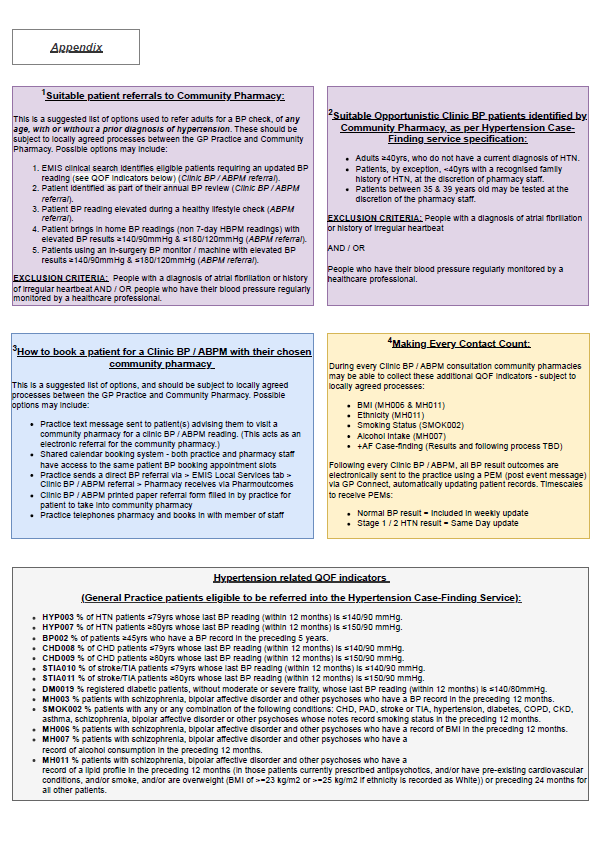 Appendix
1Suitable patient referrals to Community Pharmacy:
This is a suggested list of options used to refer adults for a BP check, of any
age, with or without a prior diagnosis of hypertension. These should be
subject to locally agreed processes between the GP Practice and Community
Pharmacy. Possible options may include:
1. EMIS clinical search identifies eligible patients requiring an updated BP
reading (see QOF indicators below) (Clinic BP / ABPM referral).
2. Patient identified as part of their annual BP review (Clinic BP / ABPM
referral).
3. Patient BP reading elevated during a healthy lifestyle check (ABPM
referral).
4. Patient brings in home BP readings (non 7-day HBPM readings) with
elevated BP results ≥140/90mmHg & ≤180/120mmHg (ABPM referral).
5. Patients using an in-surgery BP monitor / machine with elevated BP
results ≥140/90mmHg & ≤180/120mmHg (ABPM referral).
EXCLUSION CRITERIA: People with a diagnosis of atrial fibrillation or history
of irregular heartbeat AND / OR people who have their blood pressure regularly
monitored by a healthcare professional.
2Suitable Opportunistic Clinic BP patients identified by
Community Pharmacy, as per Hypertension Case-
Finding service specification:
• Adults ≥40yrs, who do not have a current diagnosis of HTN.
• Patients, by exception, <40yrs with a recognised family
history of HTN, at the discretion of pharmacy staff.
• Patients between 35 & 39 years old may be tested at the
discretion of the pharmacy staff.
EXCLUSION CRITERIA: People with a diagnosis of atrial fibrillation
or history of irregular heartbeat
AND / OR
People who have their blood pressure regularly monitored by a
healthcare professional.
3How to book a patient for a Clinic BP / ABPM with their chosen
community pharmacy
This is a suggested list of options, and should be subject to locally agreed
processes between the GP Practice and Community Pharmacy. Possible
options may include:
• Practice text message sent to patient(s) advising them to visit a
community pharmacy for a clinic BP / ABPM reading. (This acts as an
electronic referral for the community pharmacy.)
• Shared calendar booking system - both practice and pharmacy staff
have access to the same patient BP booking appointment slots
• Practice sends a direct BP referral via > EMIS Local Services tab >
Clinic BP / ABPM referral > Pharmacy receives via Pharmoutcomes
• Clinic BP / ABPM printed paper referral form filled in by practice for
patient to take into community pharmacy
• Practice telephones pharmacy and books in with member of staff
4Making Every Contact Count:
During every Clinic BP / ABPM consultation community pharmacies
may be able to collect these additional QOF indicators - subject to
locally agreed processes:
• BMI (MH006 & MH011)
• Ethnicity (MH011)
• Smoking Status (SMOK002)
• Alcohol Intake (MH007)
• +AF Case-finding (Results and following process TBD)
Following every Clinic BP / ABPM, all BP result outcomes are
electronically sent to the practice using a PEM (post event message)
via GP Connect, automatically updating patient records. Timescales
to receive PEMs:
• Normal BP result = Included in weekly update
• Stage 1 / 2 HTN result = Same Day update
Hypertension related QOF indicators
(General Practice patients eligible to be referred into the Hypertension Case-Finding Service):
• HYP003 % of HTN patients ≤79yrs whose last BP reading (within 12 months) is ≤140/90 mmHg.
• HYP007 % of HTN patients ≥80yrs whose last BP reading (within 12 months) is ≤150/90 mmHg.
• BP002 % of patients ≥45yrs who have a BP record in the preceding 5 years.
• CHD008 % of CHD patients ≤79yrs whose last BP reading (within 12 months) is ≤140/90 mmHg.
• CHD009 % of CHD patients ≥80yrs whose last BP reading (within 12 months) is ≤150/90 mmHg.
• STIA010 % of stroke/TIA patients ≤79yrs whose last BP reading (within 12 months) is ≤140/90 mmHg.
• STIA011 % of stroke/TIA patients ≥80yrs whose last BP reading (within 12 months) is ≤150/90 mmHg.
• DM0019 % registered diabetic patients, without moderate or severe frailty, whose last BP reading (within 12 months) is ≤140/80mmHg.
• MH003 % patients with schizophrenia, bipolar affective disorder and other psychoses who have a BP record in the preceding 12 months.
• SMOK002 % patients with any or any combination of the following conditions: CHD, PAD, stroke or TIA, hypertension, diabetes, COPD, CKD,
asthma, schizophrenia, bipolar affective disorder or other psychoses whose notes record smoking status in the preceding 12 months.
• MH006 % patients with schizophrenia, bipolar affective disorder and other psychoses who have a record of BMI in the preceding 12 months.
• MH007 % patients with schizophrenia, bipolar affective disorder and other psychoses who have a
record of alcohol consumption in the preceding 12 months.
• MH011 % patients with schizophrenia, bipolar affective disorder and other psychoses who have a
record of a lipid profile in the preceding 12 months (in those patients currently prescribed antipsychotics, and/or have pre-existing cardiovascular
conditions, and/or smoke, and/or are overweight (BMI of >=23 kg/m2 or >=25 kg/m2 if ethnicity is recorded as White)) or preceding 24 months for
all other patients.